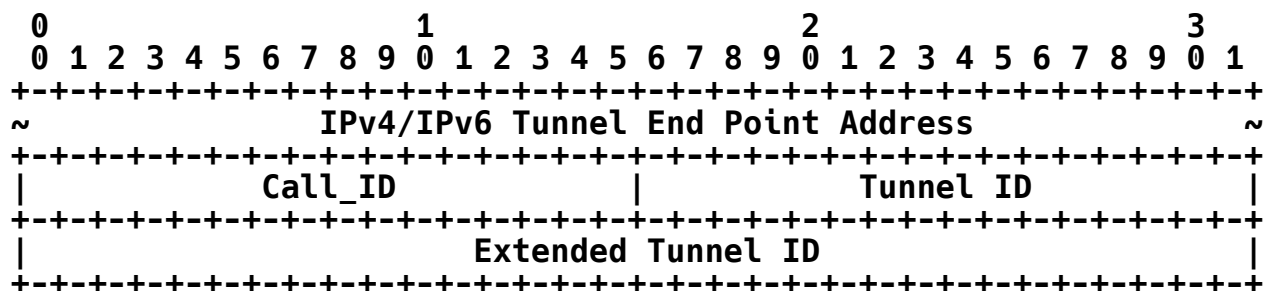 0                   1                   2                   3
 0 1 2 3 4 5 6 7 8 9 0 1 2 3 4 5 6 7 8 9 0 1 2 3 4 5 6 7 8 9 0 1
+-+-+-+-+-+-+-+-+-+-+-+-+-+-+-+-+-+-+-+-+-+-+-+-+-+-+-+-+-+-+-+-+
~               IPv4/IPv6 Tunnel End Point Address              ~
+-+-+-+-+-+-+-+-+-+-+-+-+-+-+-+-+-+-+-+-+-+-+-+-+-+-+-+-+-+-+-+-+
|            Call_ID            |           Tunnel ID           |
+-+-+-+-+-+-+-+-+-+-+-+-+-+-+-+-+-+-+-+-+-+-+-+-+-+-+-+-+-+-+-+-+
|                       Extended Tunnel ID                      |
+-+-+-+-+-+-+-+-+-+-+-+-+-+-+-+-+-+-+-+-+-+-+-+-+-+-+-+-+-+-+-+-+